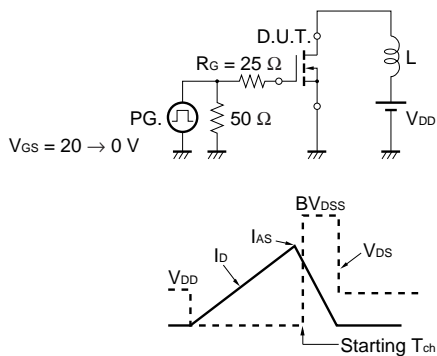 D.U.T.
RG = 25 Ω
L
PG.
50 Ω
VDD
VGS = 20 → 0 V
BVDSS
IAS
ID
VDS
VDD
Starting Tch